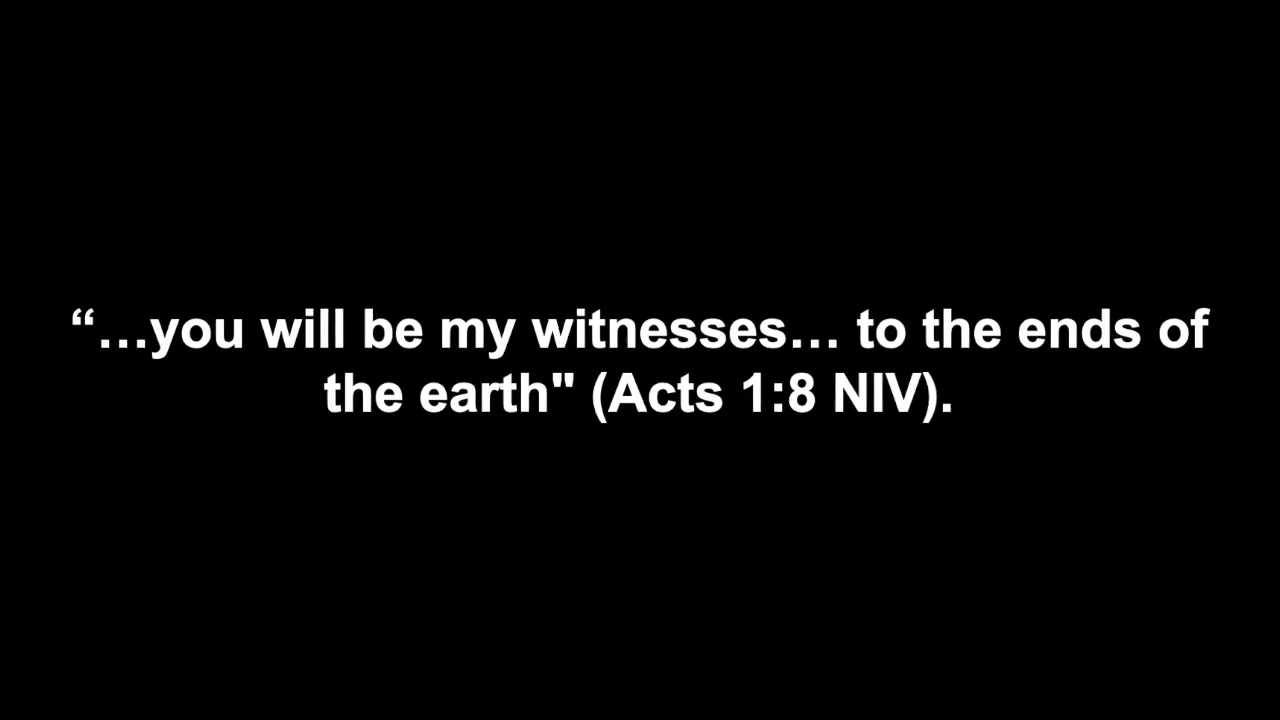 “…you will be my witnesses… to the ends of
the earth" (Acts 1:8 NIV).